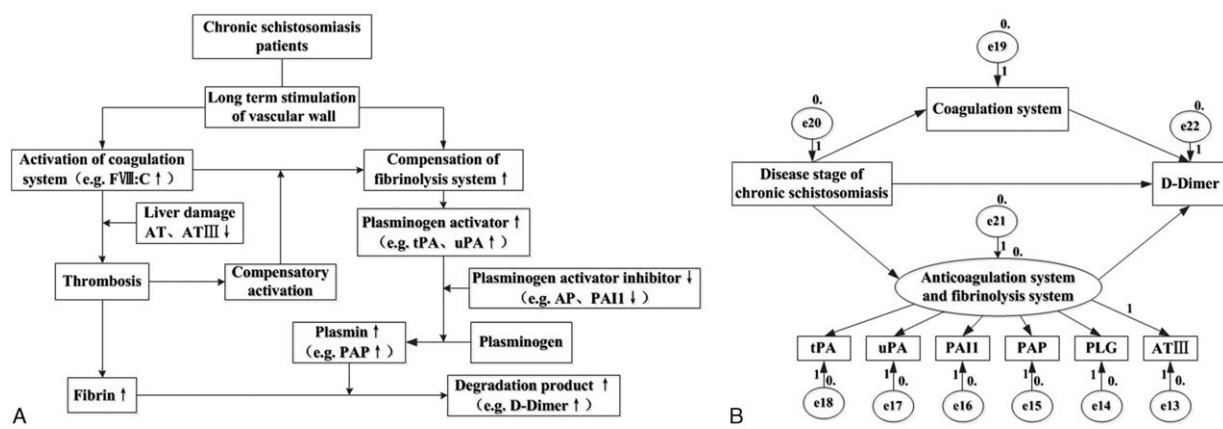 Chronic schistosomiasis
patients
Long term stimulation
of vascular wall
Activation of coagulation
system (e.g. FⅧ:C↑)
Compensation of
fibrinolysis system↑
Liver damage
AT、ATⅢ↓
Plasminogen activator↑
(e.g. tPA、uPA↑)
Thrombosis
Compensatory
activation
Plasminogen activator inhibitor↓
(e.g. AP、PAI1↓)
Plasmin↑
(e.g. PAP↑)
Plasminogen
Fibrin↑
Degradation product ↑
(e.g. D-Dimer↑)
A
0.
e19
1
Coagulation system
0.
e20
1
0.
e22
1
Disease stage of
chronic schistosomiasis
D-Dimer
0.
e21
1
0.
Anticoagulation system
and fibrinolysis system
1
tPA
uPA
PAI1
PAP
PLG
ATⅢ
1 0.
1 0.
1 0.
1 0.
1 0.
1 0.
e18
e17
e16
e15
e14
e13
B